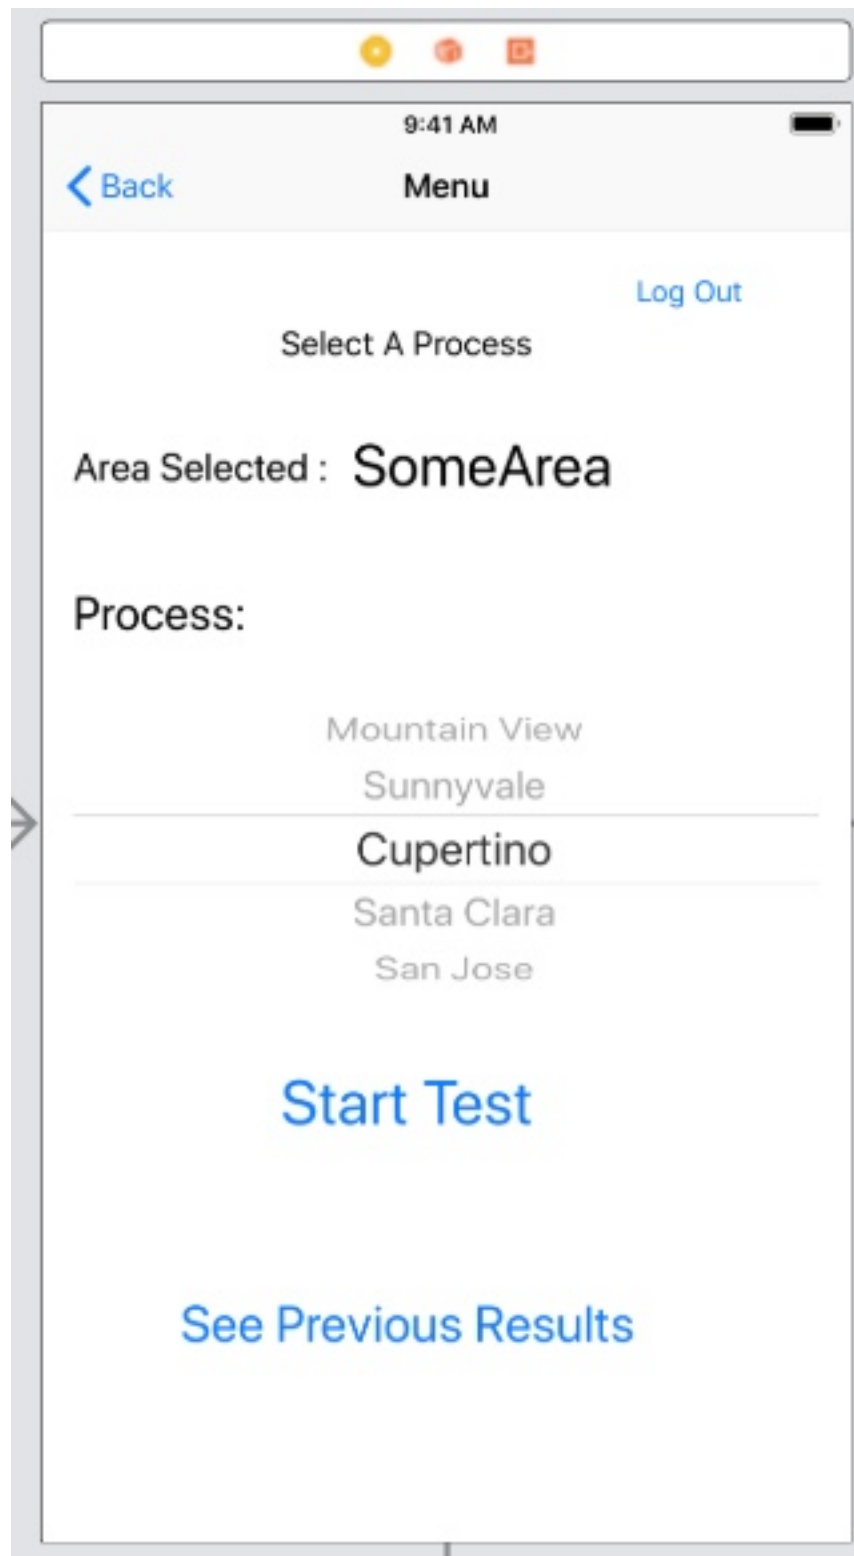 9:41 AM
Back Menu
Log Out
Select A Process
Area Selected : SomeArea
Process:
Mountain View
Sunnyvale
Cupertino
Santa Clara
San Jose
Start Test
See Previous Results